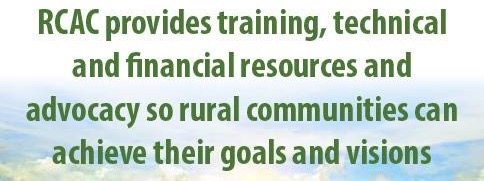 RCAC provides training, technical
and financial resources and
advocacy so rural communities can
achieve their goals and visions